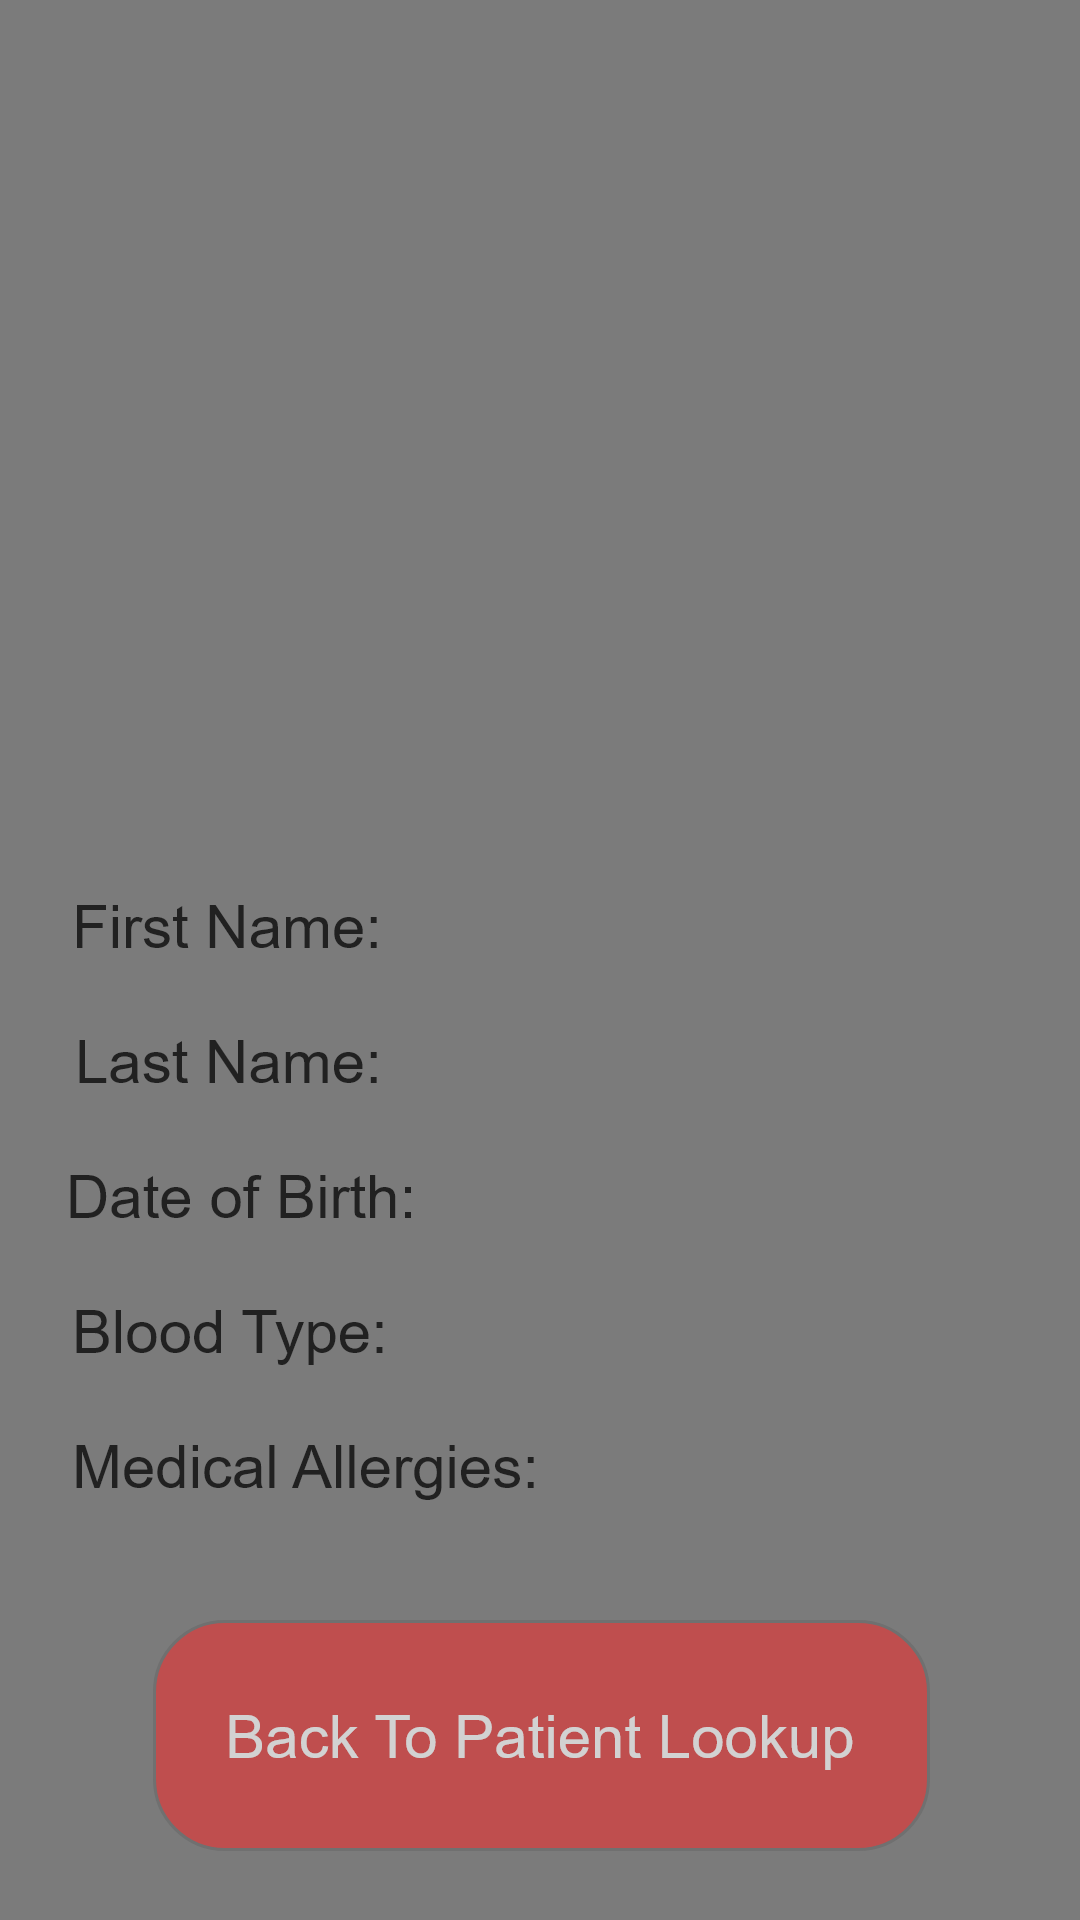 First Name:
Last Name:
Date of Birth:
Blood Type:
Medical Allergies:
Back To Patient Lookup